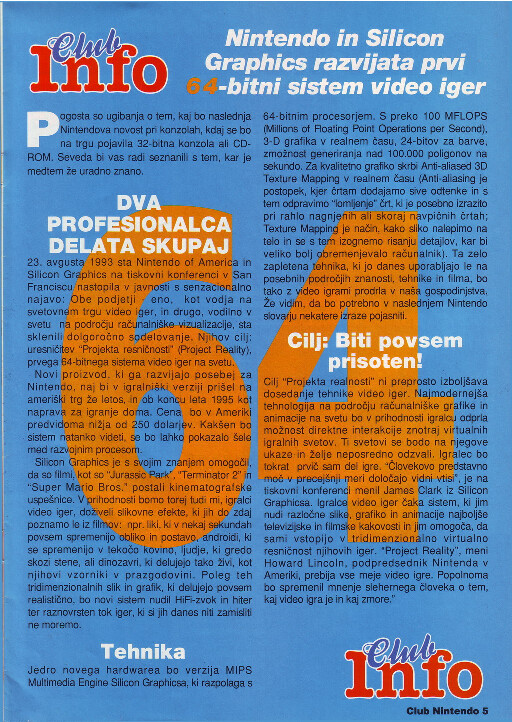 Club
Info
Nintendo in Silicon
Graphics razvijata prvi
64-bitni sistem video iger
Pogosta so ugibanja o tem, kaj bo naslednja
Nintendova novost pri konzolah, kdaj se bo
na trgu pojavila 32-bitna konzola ali CD-
ROM. Seveda bi vas radi seznanili s tem, kar je
medtem že uradno znano.
DVA
PROFESIONALCA
DELATA SKUPAJ
23. avgusta 1993 sta Nintendo of America in
Silicon Graphics na tiskovni konferenci v San
Franciscu nastopila v javnosti s senzacionalno
najavo: Obe podjetji - eno, kot vodja na
svetovnem trgu video iger, in drugo, vodilno v
svetu na področju računalniške vizualizacije, sta
sklenili dolgoročno sodelovanje. Njihov cilj:
uresničitev "Projekta resničnosti" (Project Reality),
prvega 64-bitnega sistema video iger na svetu.
Novi proizvod, ki ga razvijajo posebej za
Nintendo, naj bi v igralniški verziji prišel na
ameriški trg že letos, in ob koncu leta 1995 kot
naprava za igranje doma. Cena bo v Ameriki
predvidoma nižja od 250 dolarjev. Kakšen bo
sistem natanko videti, se bo lahko pokazalo šele
med razvojnim procesom.
Silicon Graphics je s svojim znanjem omogočil,
da so filmi, kot so "Jurassic Park", "Terminator 2" in
"Super Mario Bros." postali kinematografske
uspešnice. V prihodnosti bomo torej tudi mi, igralci
video iger, doživeli slikovne efekte, ki jih do zdaj
poznamo le iz filmov: npr. liki, ki v nekaj sekundah
povsem spremenijo obliko in postavo, androidi, ki
se spremenijo v tekočo kovino, ljudje, ki gredo
skozi stene, ali dinozavri, ki delujejo tako živi, kot
njihovi vzorniki v prazgodovini. Poleg teh
tridimenzionalnih slik in grafik, ki delujejo povsem
realistično, bo novi sistem nudil HiFi-zvok in hiter
ter raznovrsten tok iger, ki si jih danes niti zamisliti
ne moremo.
Tehnika
Jedro novega hardwarea bo verzija MIPS
Multimedia Engine Silicon Graphicsa, ki razpolaga s
64-bitnim procesorjem. S preko 100 MFLOPS
(Millions of Floating Point Operations per Second),
3-D grafika v realnem času, 24-bitov za barve,
zmožnost generiranja nad 100.000 poligonov na
sekundo. Za kvalitetno grafiko skrbi Anti-aliased 3D
Texture Mapping v realnem času (Anti-aliasing je
postopek, kjer črtam dodajamo sive odtenke in s
tem odpravimo "lomljenje" črt, ki je posebno izrazito
pri rahlo nagnjenih ali skoraj navpičnih črtah;
Texture Mapping je način, kako sliko nalepimo na
telo in se s tem izognemo risanju detajlov, kar bi
veliko bolj obremenjevalo računalnik). Ta zelo
zapletena tehnika, ki jo danes uporabljajo le na
posebnih področjih znanosti, tehnike in filma, bo
tako z video igrami prodrla v naša gospodinjstva.
Že vidim, da bo potrebno v naslednjem Nintendo
slovarju nekatere izraze pojasniti.
Cilj: Biti povsem
prisoten!
Cilj "Projekta realnosti" ni preprosto izboljšava
dosedanje tehnike video iger. Najmodernejša
tehnologija na področju računalniške grafike in
animacije na svetu bo v prihodnosti igralcu odprla
možnost direktne interakcije znotraj virtualnih
igralnih svetov. Ti svetovi se bodo na njegove
ukaze in želje neposredno odzvali. Igralec bo
tokrat prvič sam del igre. "Človekovo predstavno
moč v precejšnji meri določajo vidni vtisi", je na
tiskovni konferenci menil James Clark iz Silicon
Graphicsa. Igralce video iger čaka sistem, ki jim
nudi različne slike, grafiko in animacijo najboljše
televizijske in filmske kakovosti in jim omogoča, da
sami vstopijo v tridimenzionalno virtualno
resničnost njihovih iger. "Project Reality", meni
Howard Lincoln, podpredsednik Nintenda v
Ameriki, prebija vse meje video igre. Popolnoma
bo spremenil mnenje slehernega človeka o tem,
kaj video igra je in kaj zmore."
Club
Info
Club Nintendo 5